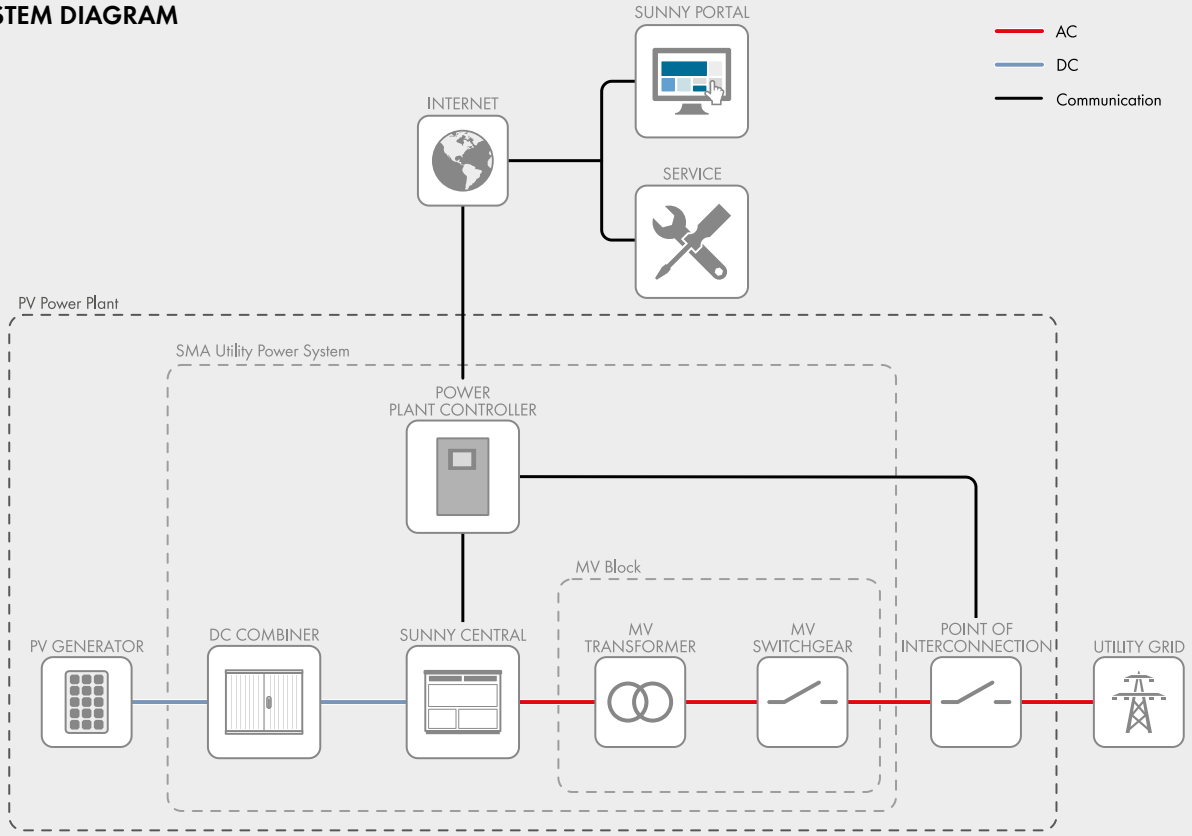 STEM DIAGRAM
SUNNY PORTAL
AC
DC
Communication
INTERNET
SERVICE
PV Power Plant
SMA Utility Power System
POWER
PLANT CONTROLLER
MV Block
PV GENERATOR
DC COMBINER
SUNNY CENTRAL
MV
TRANSFORMER
MV
SWITCHGEAR
POINT OF
INTERCONNECTION
UTILITY GRID